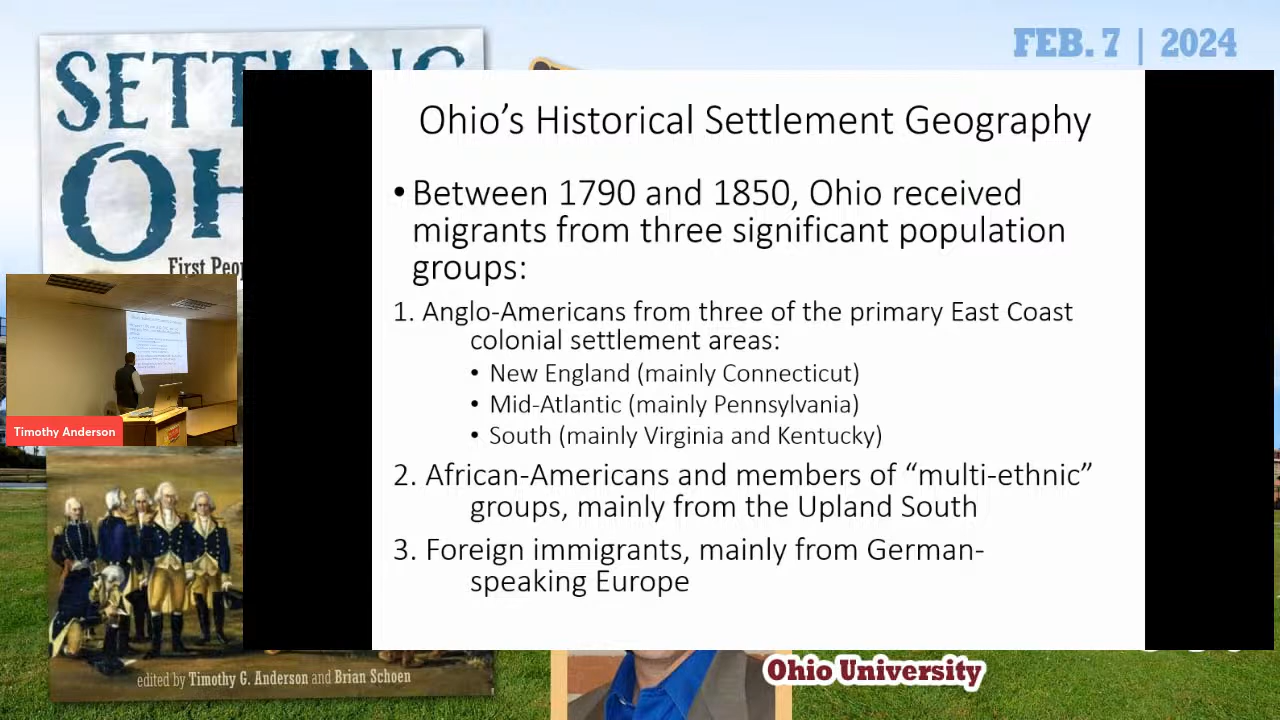 FEB. 7 | 2024
SETTLING
Ohio's Historical Settlement Geography
• Between 1790 and 1850, Ohio received
migrants from three significant population
groups:
First
1. Anglo-Americans from three of the primary East Coast
colonial settlement areas:
• New England (mainly Connecticut)
• Mid-Atlantic (mainly Pennsylvania)
• South (mainly Virginia and Kentucky)
Timothy Anderson
2. African-Americans and members of “multi-ethnic”
groups, mainly from the Upland South
3. Foreign immigrants, mainly from German-
speaking Europe
Ohio University
edited by Timothy G. Anderson and Brian Schoen